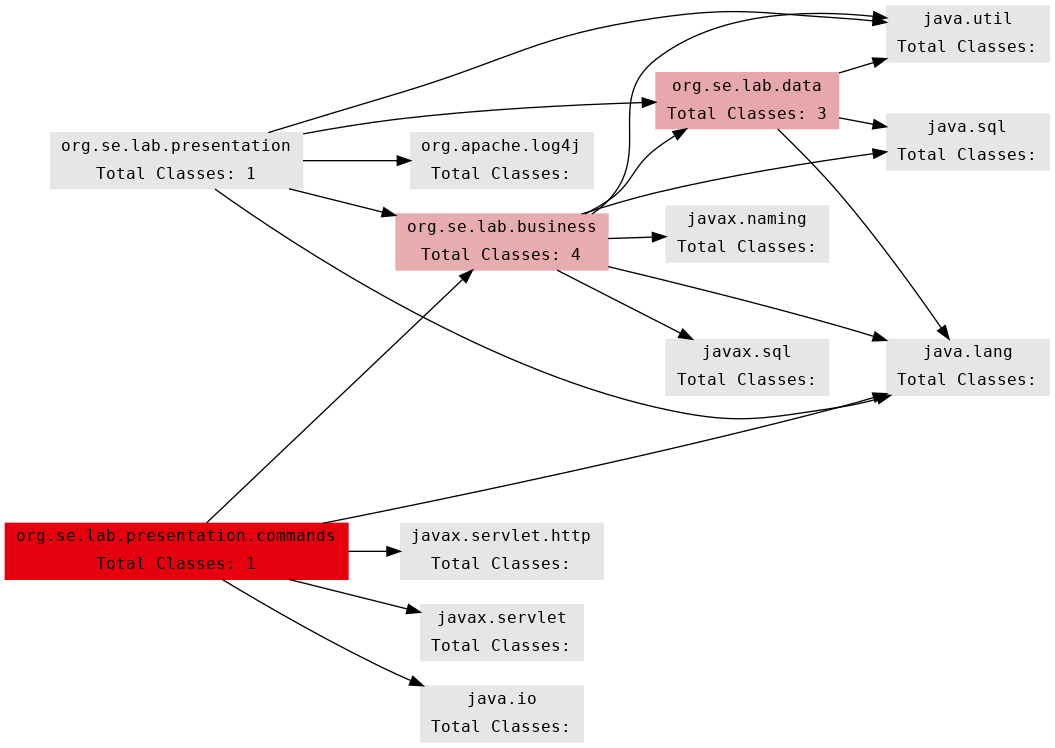 java.util
Total Classes:
org.se.lab.data
Total Classes: 3
java.sql
Total Classes:
org.se.lab.presentation
Total Classes: 1
org.apache.log4j
Total Classes:
org.se.lab.business
Total Classes: 4
javax.naming
Total Classes:
javax.sql
Total Classes:
java.lang
Total Classes:
org.se.lab.presentation.commands
Total Classes: 1
javax.servlet.http
Total Classes:
javax.servlet
Total Classes:
java.io
Total Classes: